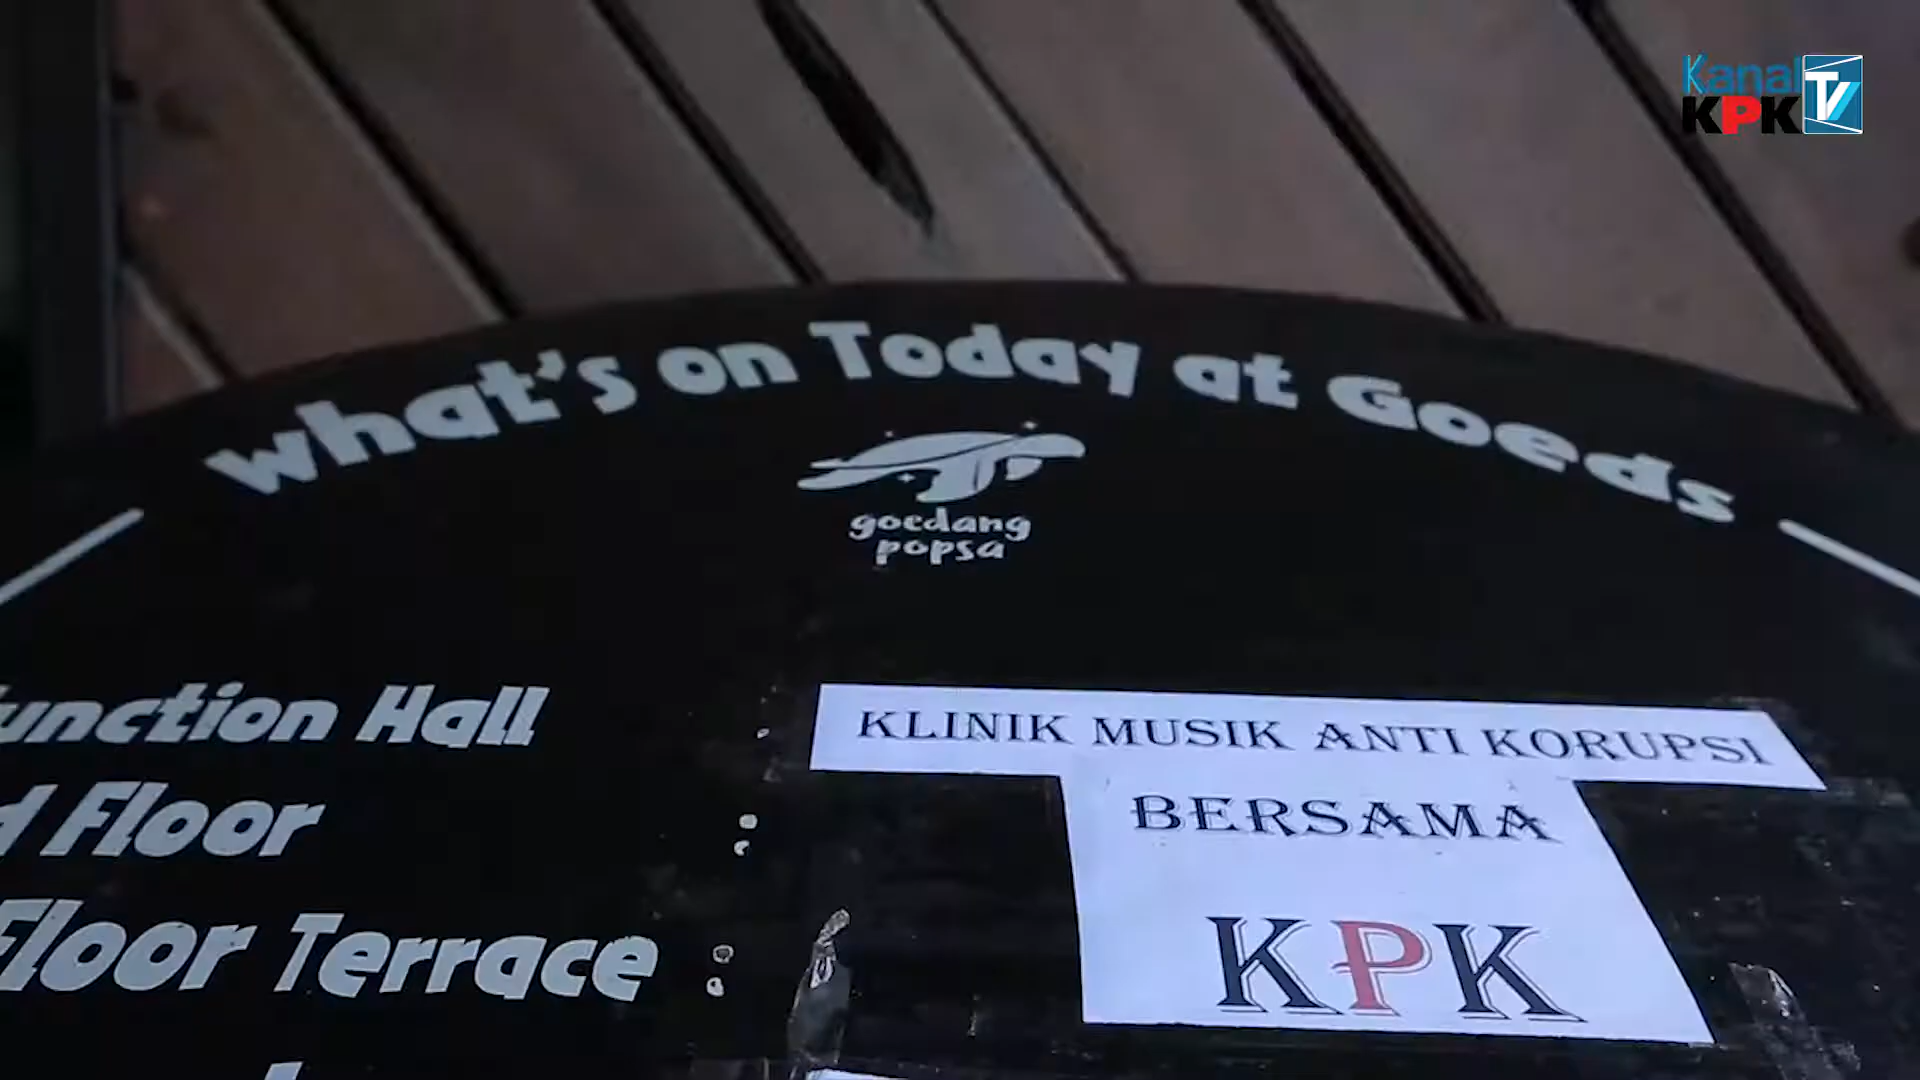 Kanal
KPK TV
What's on Today at Goeds
goedang
popsa
Function Hall :
KLINIK MUSIK ANTI KORUPSI
Floor :
BERSAMA
Floor Terrace :
KPK